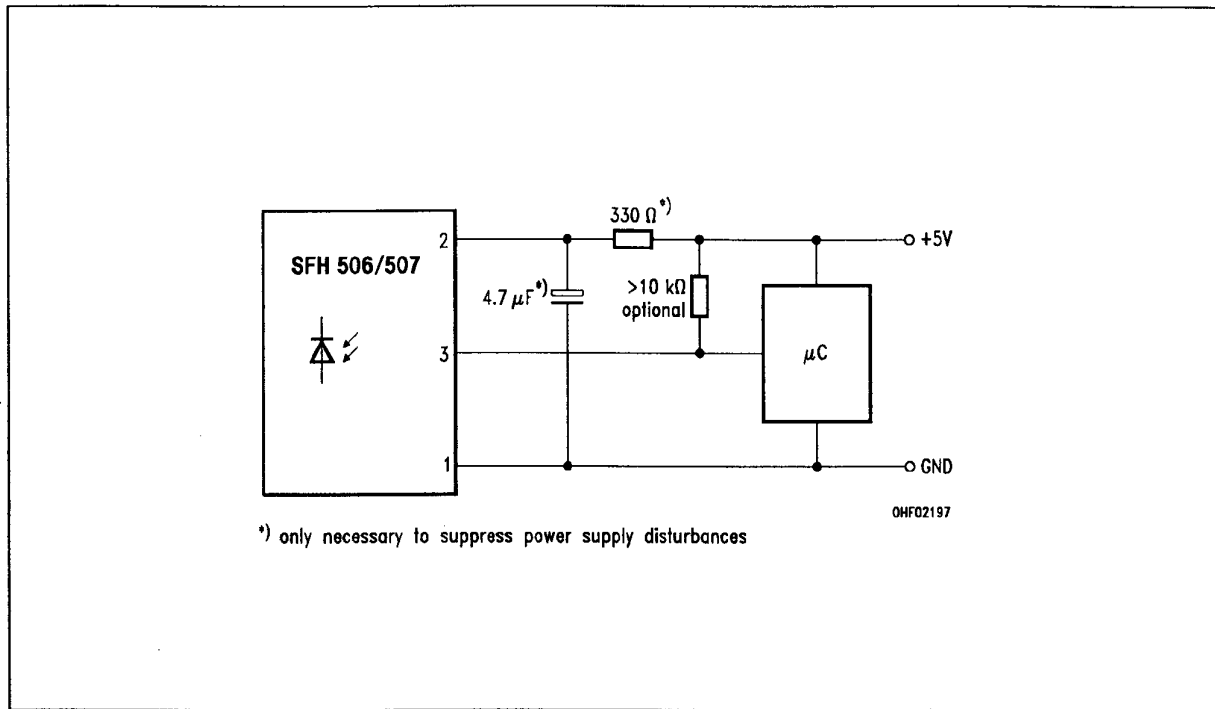 330 Ω*)
2
+5V
SFH 506/507
4.7 μF*)
>10 kΩ
optional
3
μC
1
GND
OHF02197
*) only necessary to suppress power supply disturbances